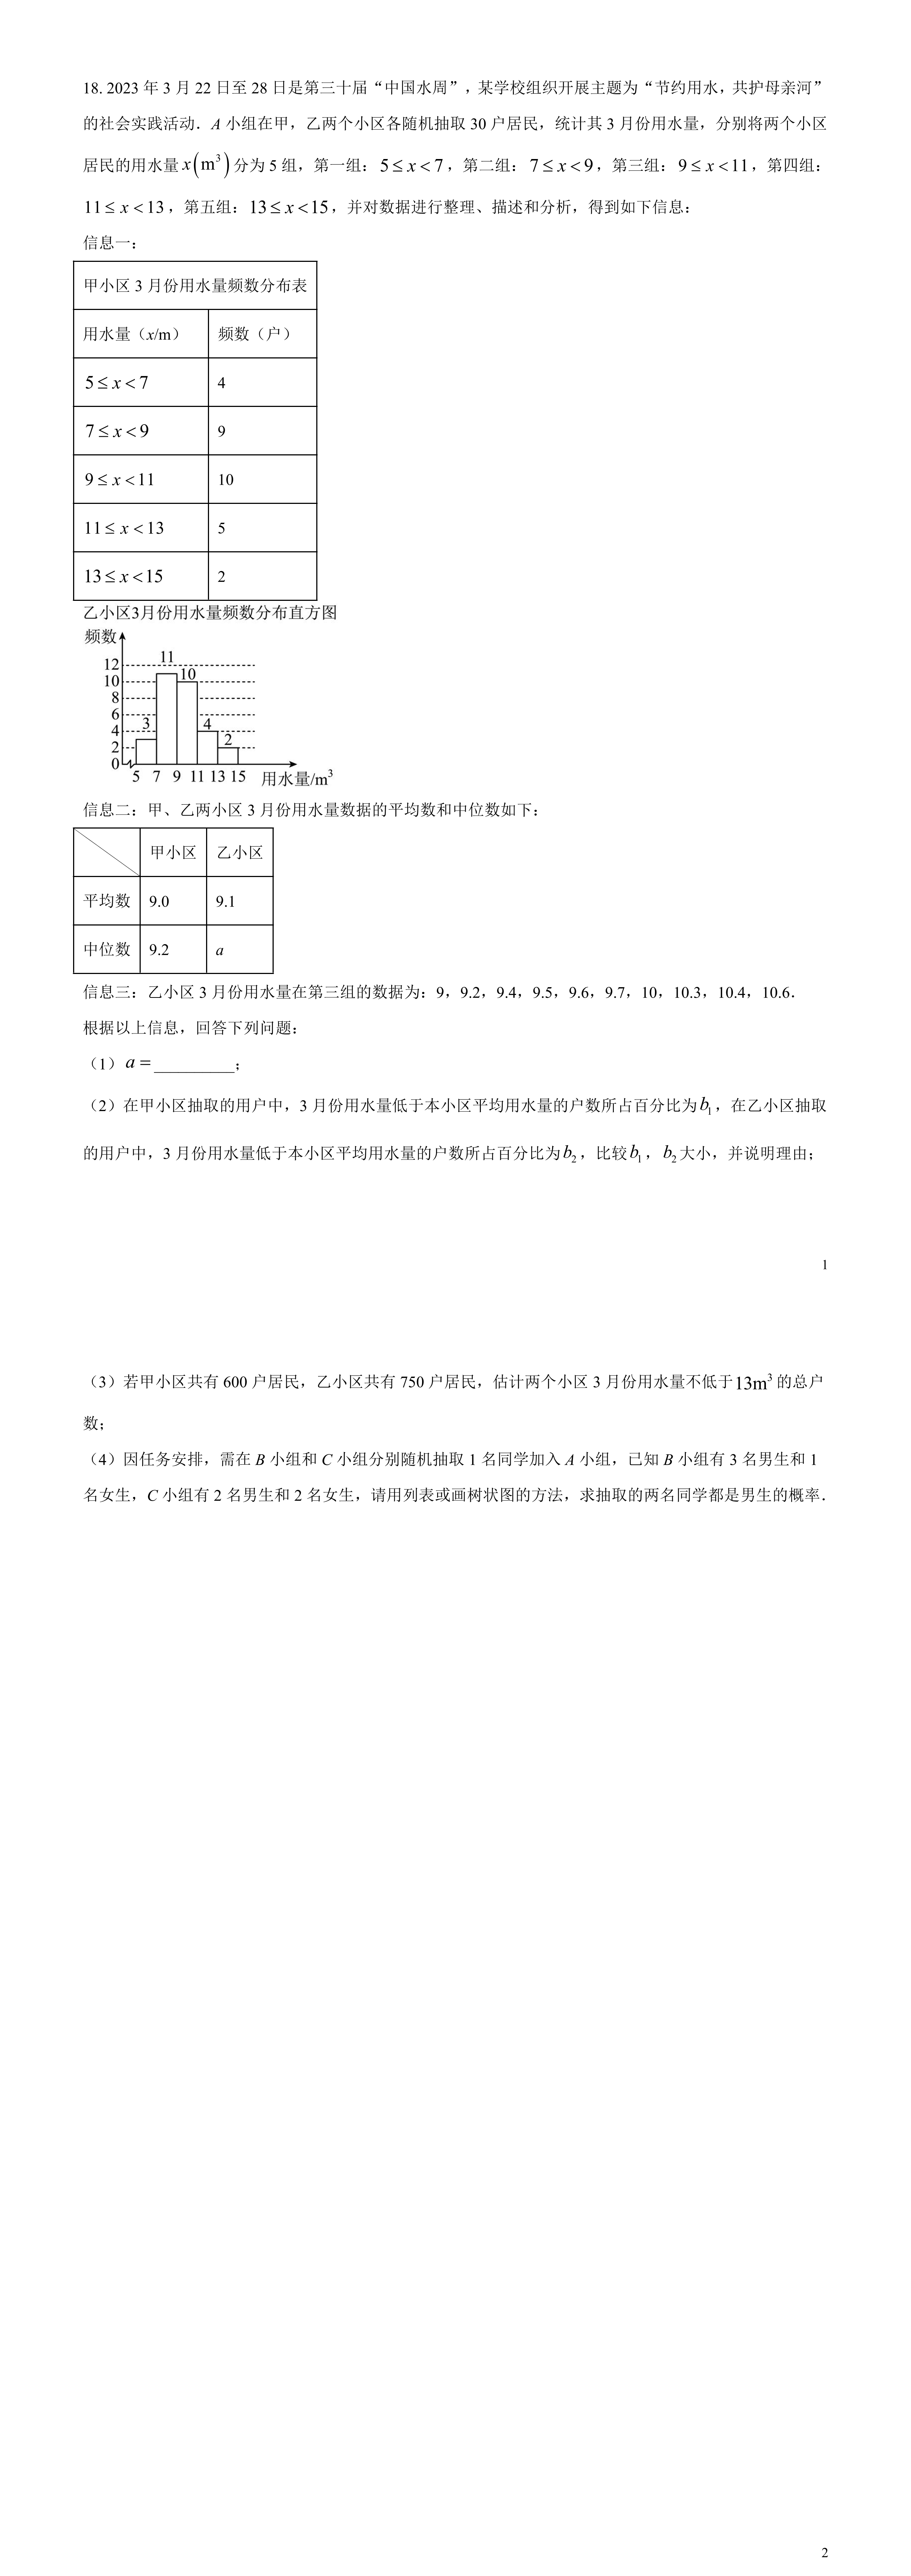 18. 2023 年 3 月 22 日至 28 日是第三十届“中国水周”，某学校组织开展主题为“节约用水，共护母亲河”
的社会实践活动．A 小组在甲，乙两个小区各随机抽取 30 户居民，统计其 3 月份用水量，分别将两个小区
居民的用水量 x(m³) 分为 5 组，第一组：5≤x<7，第二组：7≤x<9，第三组：9≤x<11，第四组：
11≤x<13，第五组：13≤x<15，并对数据进行整理、描述和分析，得到如下信息：
信息一：
甲小区 3 月份用水量频数分布表
用水量（x/m） 频数（户）
5≤x<7 4
7≤x<9 9
9≤x<11 10
11≤x<13 5
13≤x<15 2
乙小区3月份用水量频数分布直方图
频数
11
12
10 10
8
6
3 4
4
2
2
0
5 7 9 11 13 15 用水量/m³
信息二：甲、乙两小区 3 月份用水量数据的平均数和中位数如下：
甲小区 乙小区
平均数 9.0 9.1
中位数 9.2 a
信息三：乙小区 3 月份用水量在第三组的数据为：9，9.2，9.4，9.5，9.6，9.7，10，10.3，10.4，10.6．
根据以上信息，回答下列问题：
（1）a = __________；
（2）在甲小区抽取的用户中，3 月份用水量低于本小区平均用水量的户数所占百分比为 b₁，在乙小区抽取
的用户中，3 月份用水量低于本小区平均用水量的户数所占百分比为 b₂，比较 b₁，b₂ 大小，并说明理由；
1
（3）若甲小区共有 600 户居民，乙小区共有 750 户居民，估计两个小区 3 月份用水量不低于 13m³ 的总户
数；
（4）因任务安排，需在 B 小组和 C 小组分别随机抽取 1 名同学加入 A 小组，已知 B 小组有 3 名男生和 1
名女生，C 小组有 2 名男生和 2 名女生，请用列表或画树状图的方法，求抽取的两名同学都是男生的概率．
2